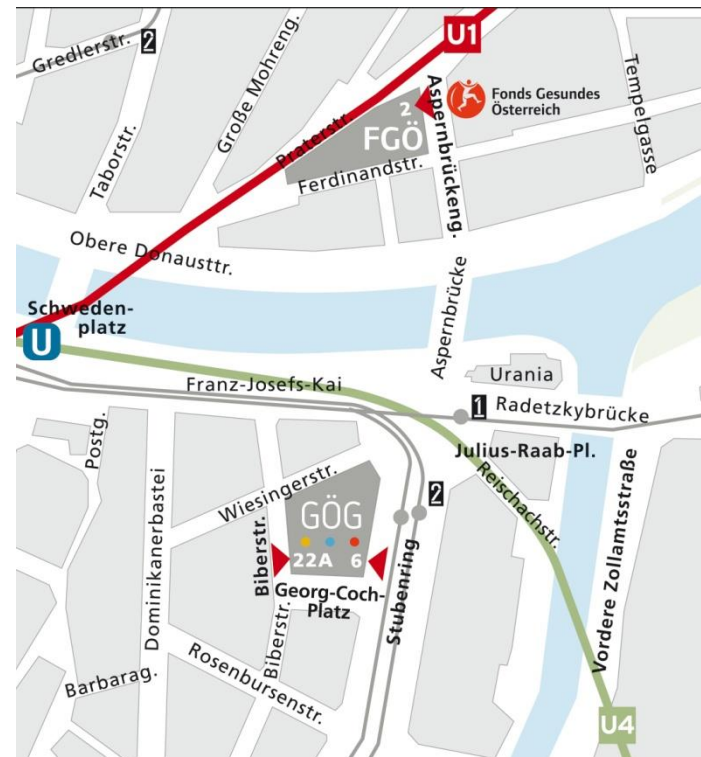 U1
2
Gredlerstr.
Große Mohreng.
Taborstr.
Praterstr.
2
FGÖ
Aspernbrückeng.
Fonds Gesundes
Österreich
Tempelgasse
Ferdinandstr.
Obere Donausttr.
Schweden-
platz
U
Aspernbrücke
Franz-Josefs-Kai
Urania
1
Radetzkybrücke
Postg.
Julius-Raab-Pl.
Wiesingerstr.
2
Reischachstr.
GÖG
22A 6
Biberstr.
Georg-Coch-
Platz
Stubenring
Dominikanerbastei
Vordere Zollamtsstraße
Biberstr.
Rosenbursenstr.
Barbarag.
U4